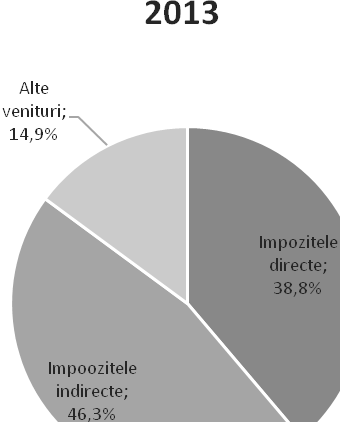 2013
Alte
venituri;
14,9%
Impozitele
directe;
38,8%
Impoozitele
indirecte;
46,3%